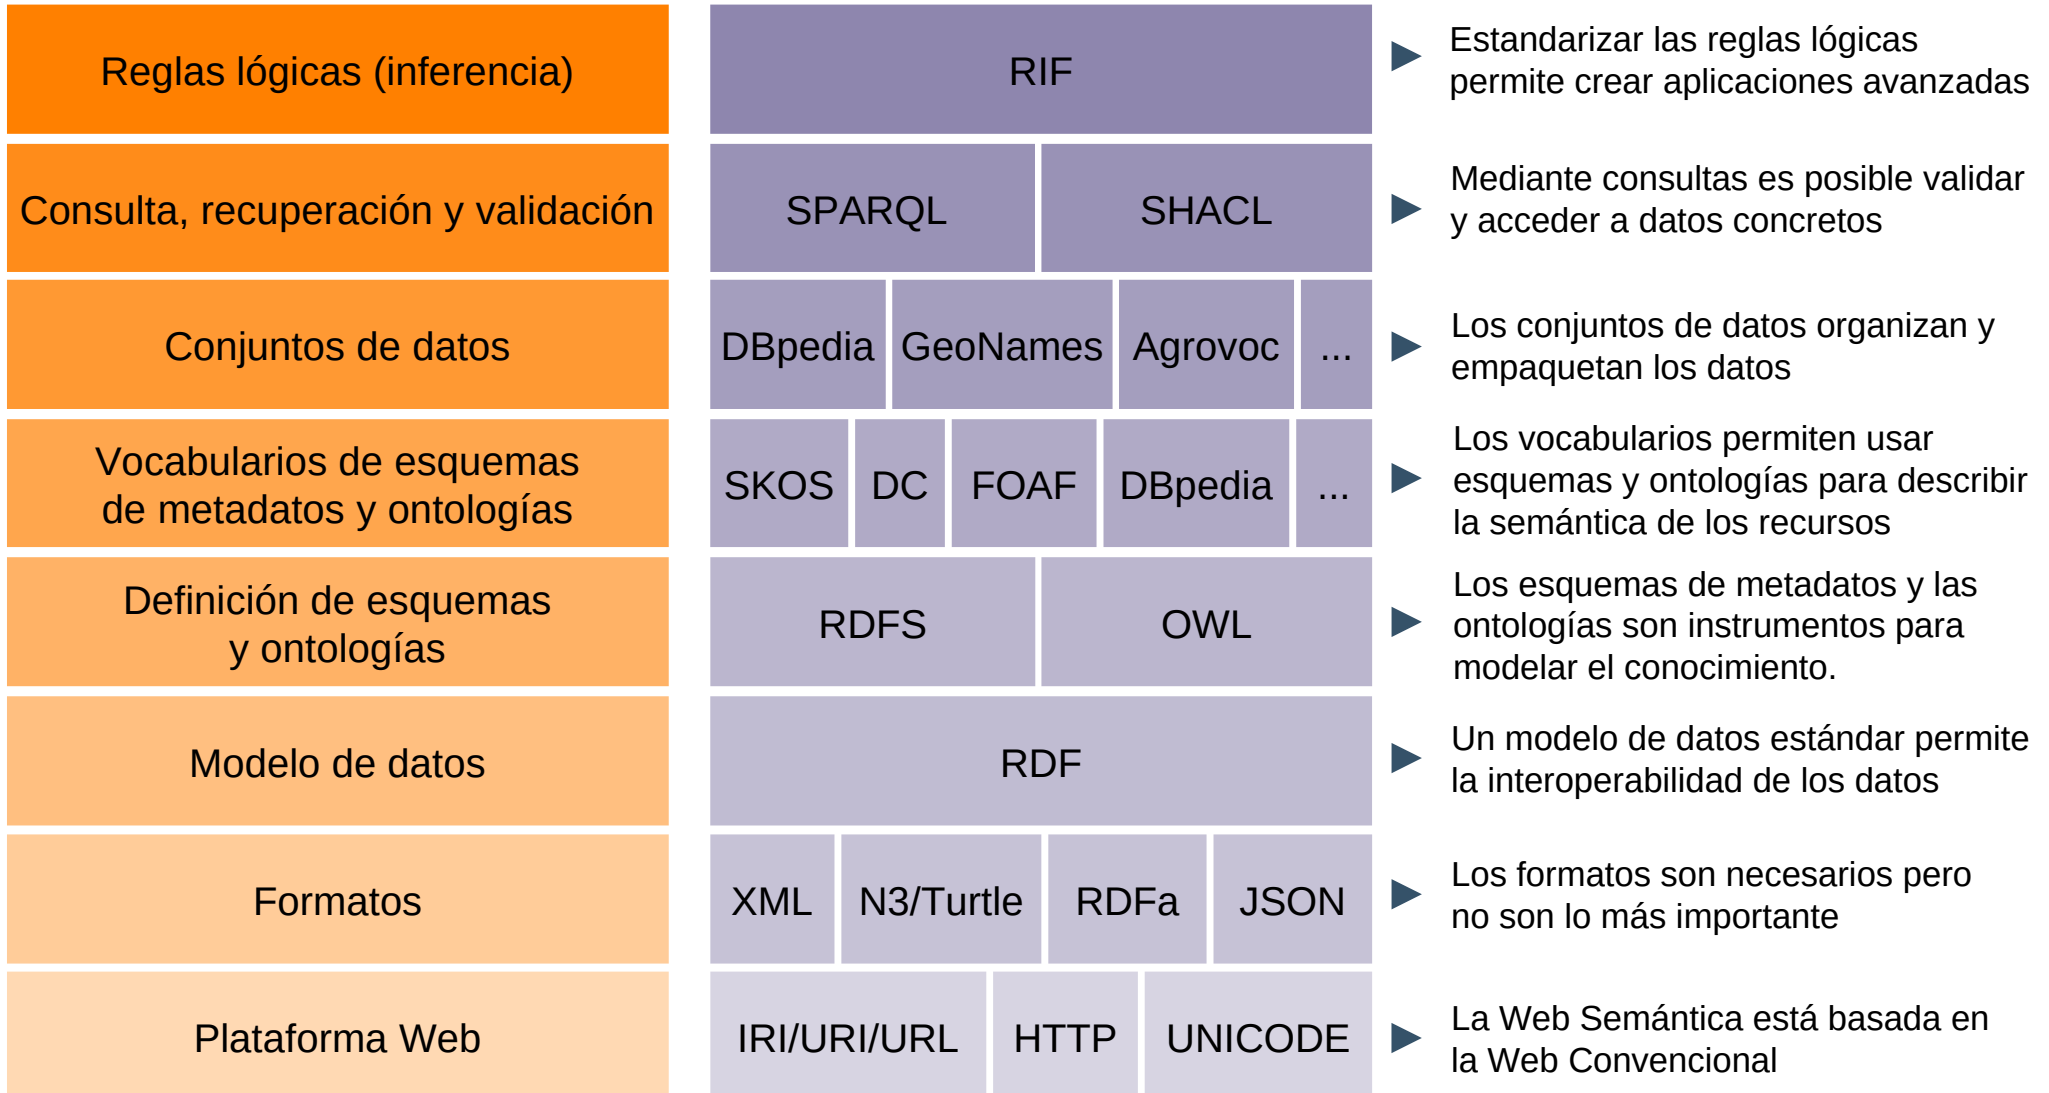 Reglas lógicas (inferencia)
RIF
Estandarizar las reglas lógicas
permite crear aplicaciones avanzadas
Consulta, recuperación y validación
SPARQL
SHACL
Mediante consultas es posible validar
y acceder a datos concretos
Conjuntos de datos
DBpedia
GeoNames
Agrovoc
...
Los conjuntos de datos organizan y
empaquetan los datos
Vocabularios de esquemas
de metadatos y ontologías
SKOS
DC
FOAF
DBpedia
...
Los vocabularios permiten usar
esquemas y ontologías para describir
la semántica de los recursos
Definición de esquemas
y ontologías
RDFS
OWL
Los esquemas de metadatos y las
ontologías son instrumentos para
modelar el conocimiento.
Modelo de datos
RDF
Un modelo de datos estándar permite
la interoperabilidad de los datos
Formatos
XML
N3/Turtle
RDFa
JSON
Los formatos son necesarios pero
no son lo más importante
Plataforma Web
IRI/URI/URL
HTTP
UNICODE
La Web Semántica está basada en
la Web Convencional